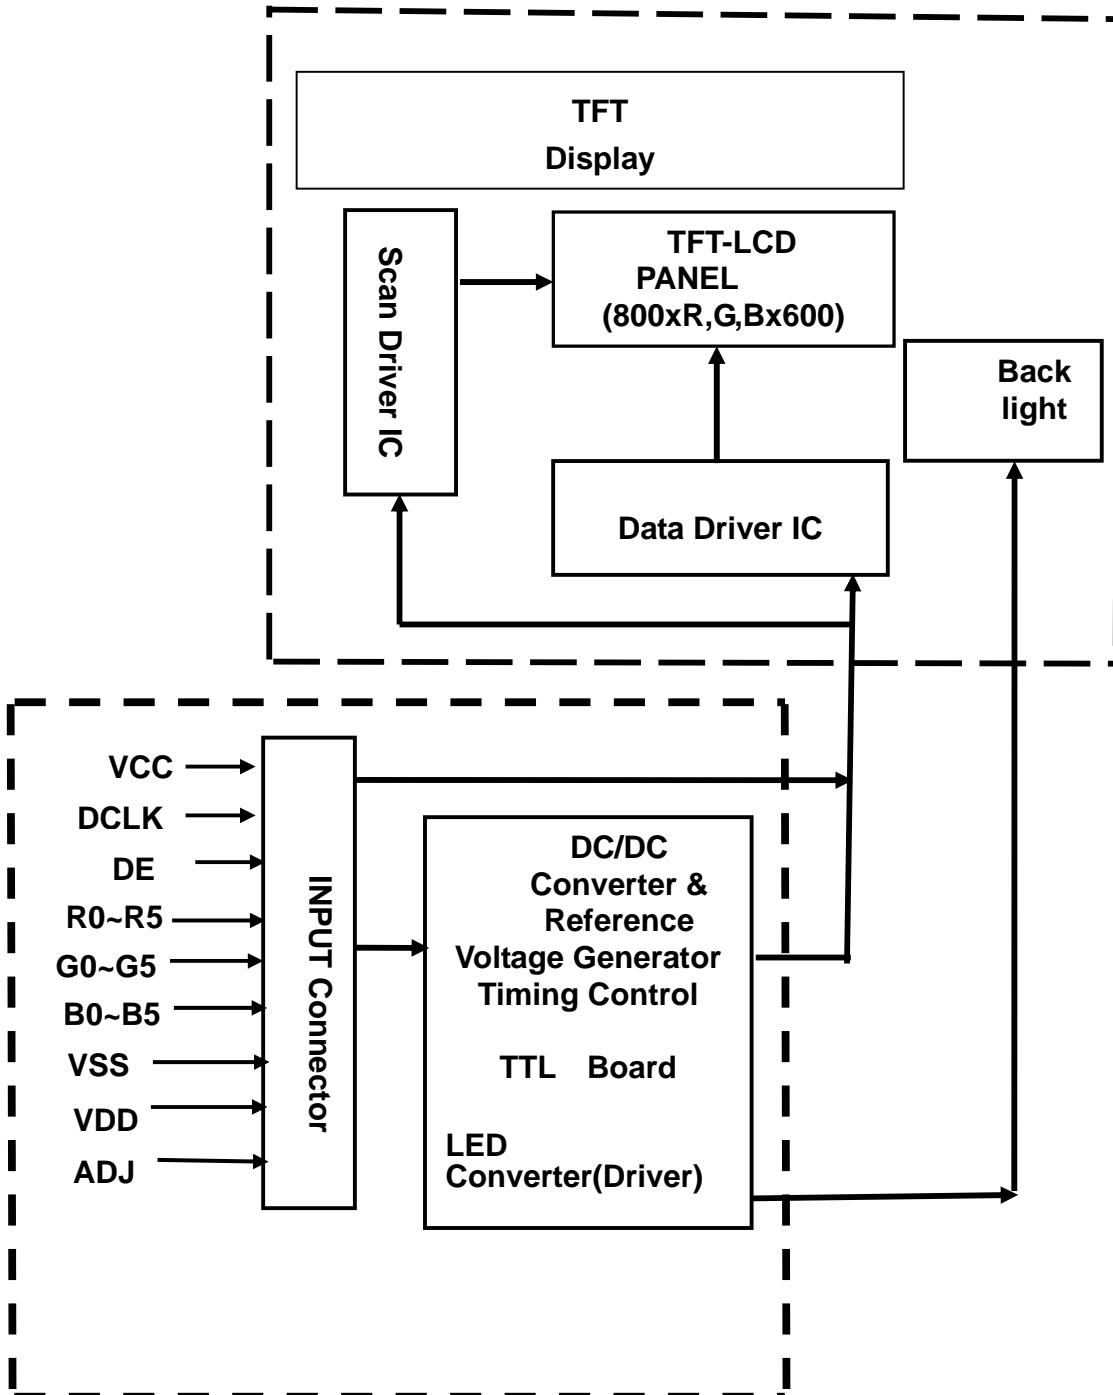 TFT
Display
Scan Driver IC
TFT-LCD
PANEL
(800xR,G,Bx600)
Back
light
Data Driver IC
VCC
DCLK
DE
R0~R5
G0~G5
B0~B5
VSS
VDD
ADJ
INPUT Connector
DC/DC
Converter &
Reference
Voltage Generator
Timing Control
TTL Board
LED
Converter(Driver)